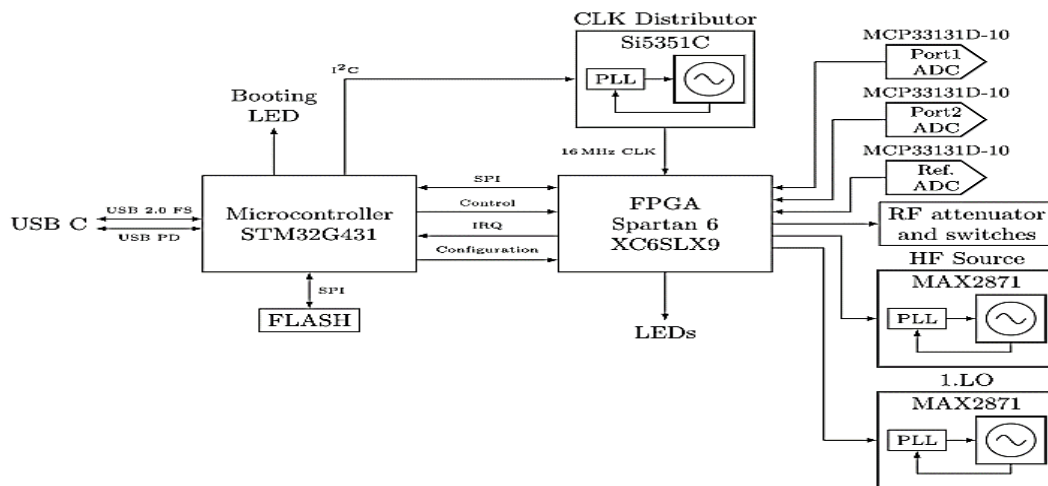 CLK Distributor
Si5351C
PLL
I²C
16 MHz CLK
Booting
LED
USB C
USB 2.0 FS
USB PD
Microcontroller
STM32G431
SPI
FLASH
SPI
Control
IRQ
Configuration
FPGA
Spartan 6
XC6SLX9
LEDs
MCP33131D-10
Port1
ADC
MCP33131D-10
Port2
ADC
MCP33131D-10
Ref.
ADC
RF attenuator
and switches
HF Source
MAX2871
PLL
1.LO
MAX2871
PLL